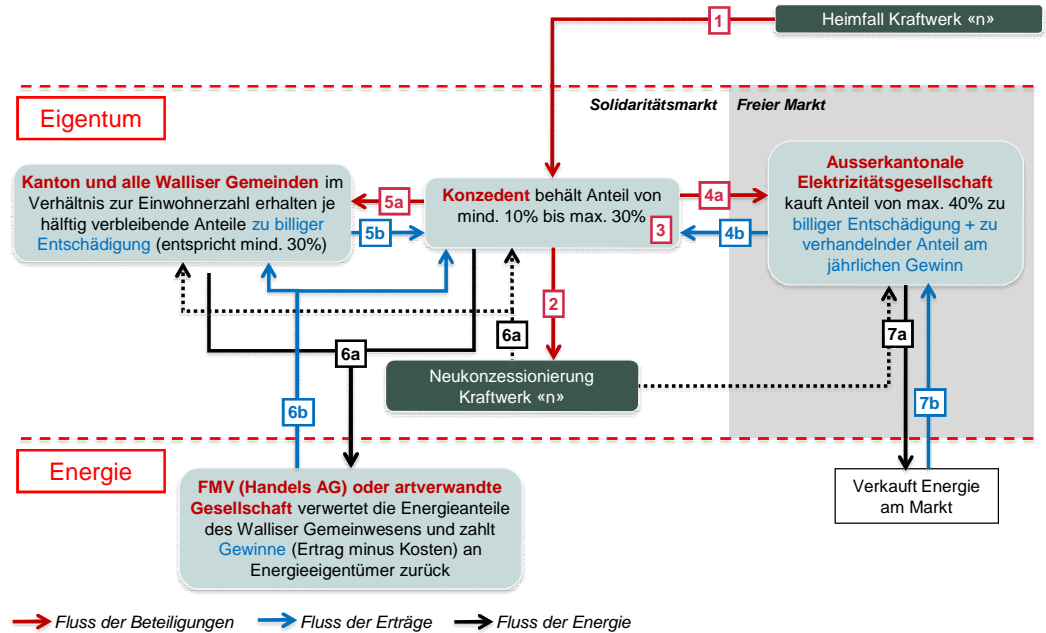 1
Heimfall Kraftwerk «n»
Solidaritätsmarkt
Freier Markt
Eigentum
Kanton und alle Walliser Gemeinden im
Verhältnis zur Einwohnerzahl erhalten je
hälftig verbleibende Anteile zu billiger
Entschädigung (entspricht mind. 30%)
5a
5b
Konzedent behält Anteil von
mind. 10% bis max. 30%
3
4a
4b
Ausserkantonale
Elektrizitätsgesellschaft
kauft Anteil von max. 40% zu
billiger Entschädigung + zu
verhandelnder Anteil am
jährlichen Gewinn
2
6a
6a
7a
Neukonzessionierung
Kraftwerk «n»
6b
7b
Energie
FMV (Handels AG) oder artverwandte
Gesellschaft verwertet die Energieanteile
des Walliser Gemeinwesens und zahlt
Gewinne (Ertrag minus Kosten) an
Energieeigentümer zurück
Verkauft Energie
am Markt
Fluss der Beteiligungen
Fluss der Erträge
Fluss der Energie